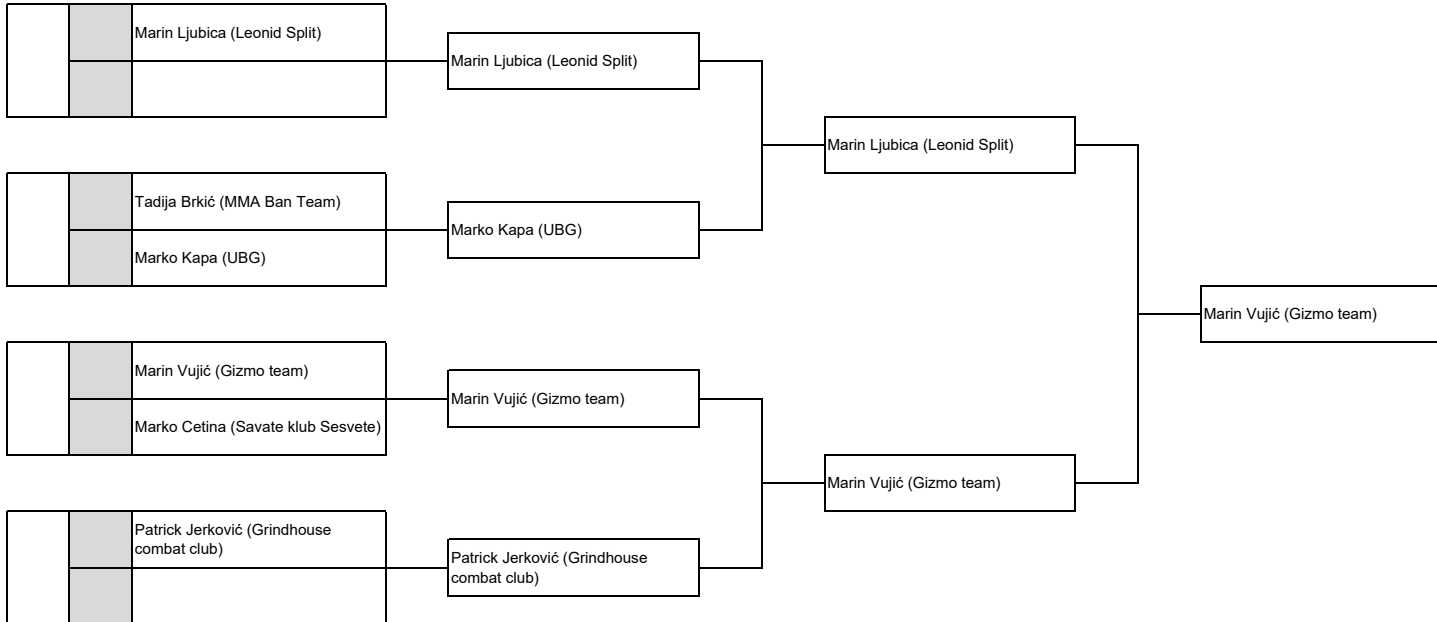 Marin Ljubica (Leonid Split)
Marin Ljubica (Leonid Split)
Marin Ljubica (Leonid Split)
Tadija Brkić (MMA Ban Team)
Marko Kapa (UBG)
Marko Kapa (UBG)
Marin Vujić (Gizmo team)
Marin Vujić (Gizmo team)
Marin Vujić (Gizmo team)
Marko Cetina (Savate klub Sesvete)
Marin Vujić (Gizmo team)
Patrick Jerković (Grindhouse
combat club)
Patrick Jerković (Grindhouse
combat club)